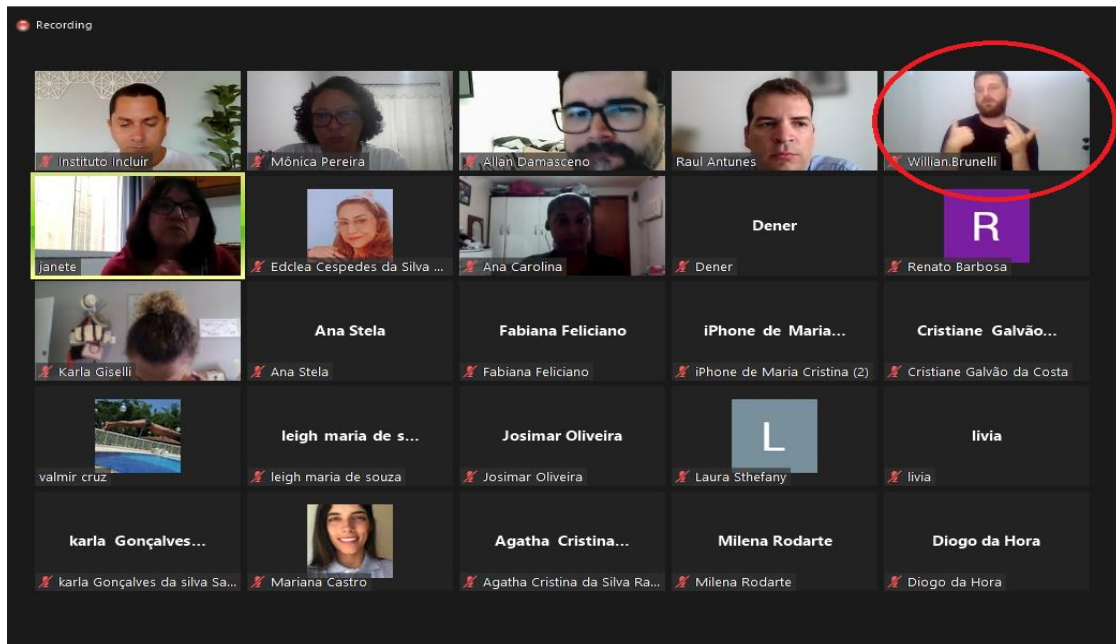 Recording
Instituto Incluir
Mônica Pereira
Allan Damasceno
Raul Antunes
Willian.Brunelli
janete
Edclea Cespedes da Silva ...
Ana Carolina
Dener
Dener
R
Renato Barbosa
Karla Giselli
Ana Stela
Ana Stela
Fabiana Feliciano
Fabiana Feliciano
iPhone de Maria...
iPhone de Maria Cristina (2)
Cristiane Galvão...
Cristiane Galvão da Costa
valmir cruz
leigh maria de s...
leigh maria de souza
Josimar Oliveira
Josimar Oliveira
L
Laura Sthefany
livia
livia
karla Gonçalves...
karla Gonçalves da silva Sa...
Mariana Castro
Agatha Cristina...
Agatha Cristina da Silva Ra...
Milena Rodarte
Milena Rodarte
Diogo da Hora
Diogo da Hora